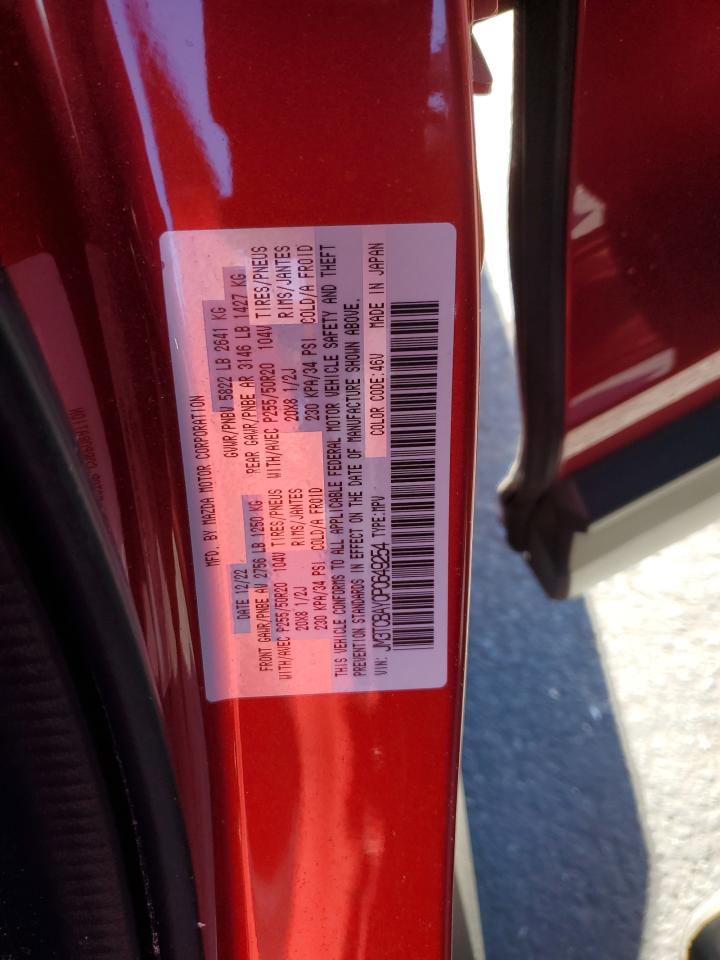 MFD. BY MAZDA MOTOR CORPORATION
DATE 12/22 GVWR/PNBV 5822 LB 2641 KG
FRONT GAWR/PNBE AV 2756 LB 1250 KG REAR GAWR/PNBE AR 3146 LB 1427 KG
WITH/AVEC P255/50R20 104V TIRES/PNEUS WITH/AVEC P255/50R20 104V TIRES/PNEUS
20X8 1/2J RIMS/JANTES 20X8 1/2J RIMS/JANTES
230 KPA/34 PSI COLD/A FROID 230 KPA/34 PSI COLD/A FROID
THIS VEHICLE CONFORMS TO ALL APPLICABLE FEDERAL MOTOR VEHICLE SAFETY AND THEFT
PREVENTION STANDARDS IN EFFECT ON THE DATE OF MANUFACTURE SHOWN ABOVE.
VIN: JM3TCBAY0P0649254 TYPE:MPV COLOR CODE:46V MADE IN JAPAN